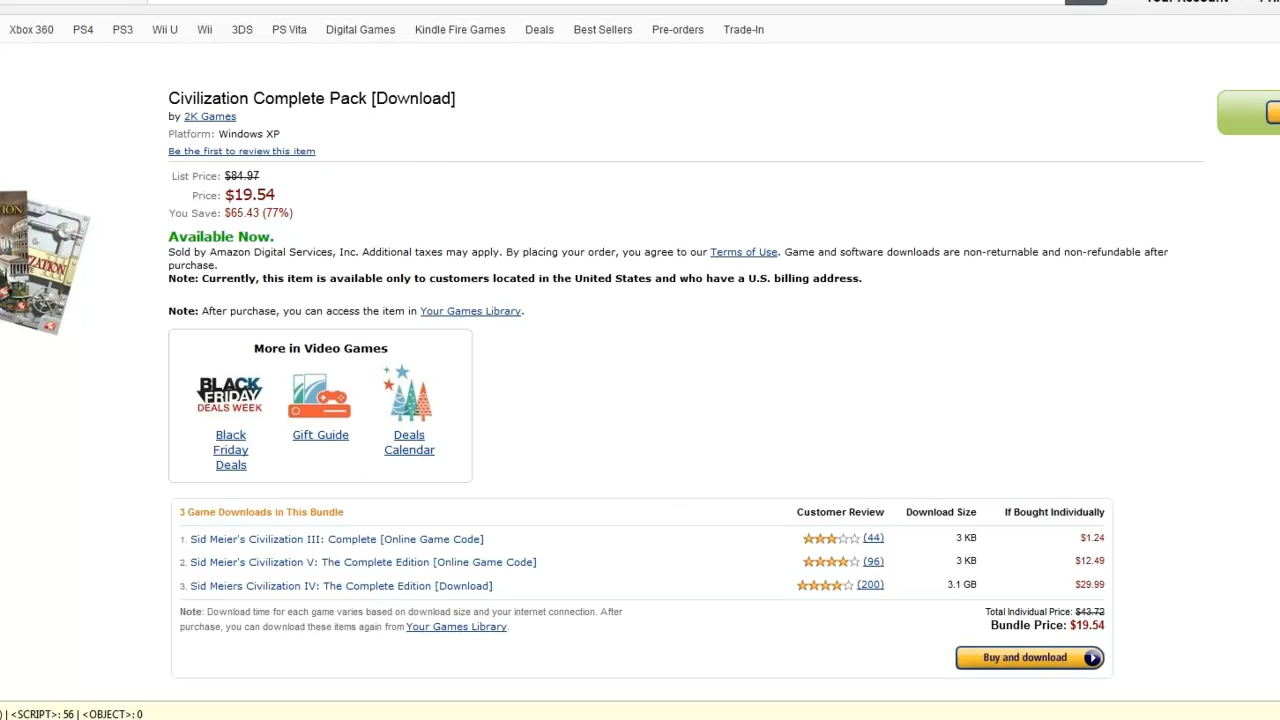 Xbox 360 PS4 PS3 Wii U Wii 3DS PS Vita Digital Games Kindle Fire Games Deals Best Sellers Pre-orders Trade-In
Civilization Complete Pack [Download]
by 2K Games
Platform: Windows XP
Be the first to review this item
List Price: $84.97
Price: $19.54
You Save: $65.43 (77%)
Available Now.
Sold by Amazon Digital Services, Inc. Additional taxes may apply. By placing your order, you agree to our Terms of Use. Game and software downloads are non-returnable and non-refundable after
purchase.
Note: Currently, this item is available only to customers located in the United States and who have a U.S. billing address.
Note: After purchase, you can access the item in Your Games Library.
More in Video Games
BLACK
FRIDAY
DEALS WEEK
Black
Friday
Deals
Gift Guide
Deals
Calendar
3 Game Downloads in This Bundle Customer Review Download Size If Bought Individually
1. Sid Meier's Civilization III: Complete [Online Game Code] (44) 3 KB $1.24
2. Sid Meier's Civilization V: The Complete Edition [Online Game Code] (96) 3 KB $12.49
3. Sid Meiers Civilization IV: The Complete Edition [Download] (200) 3.1 GB $29.99
Note: Download time for each game varies based on download size and your internet connection. After
purchase, you can download these items again from Your Games Library.
Total Individual Price: $43.72
Bundle Price: $19.54
Buy and download
) | <SCRIPT>: 56 | <OBJECT>: 0